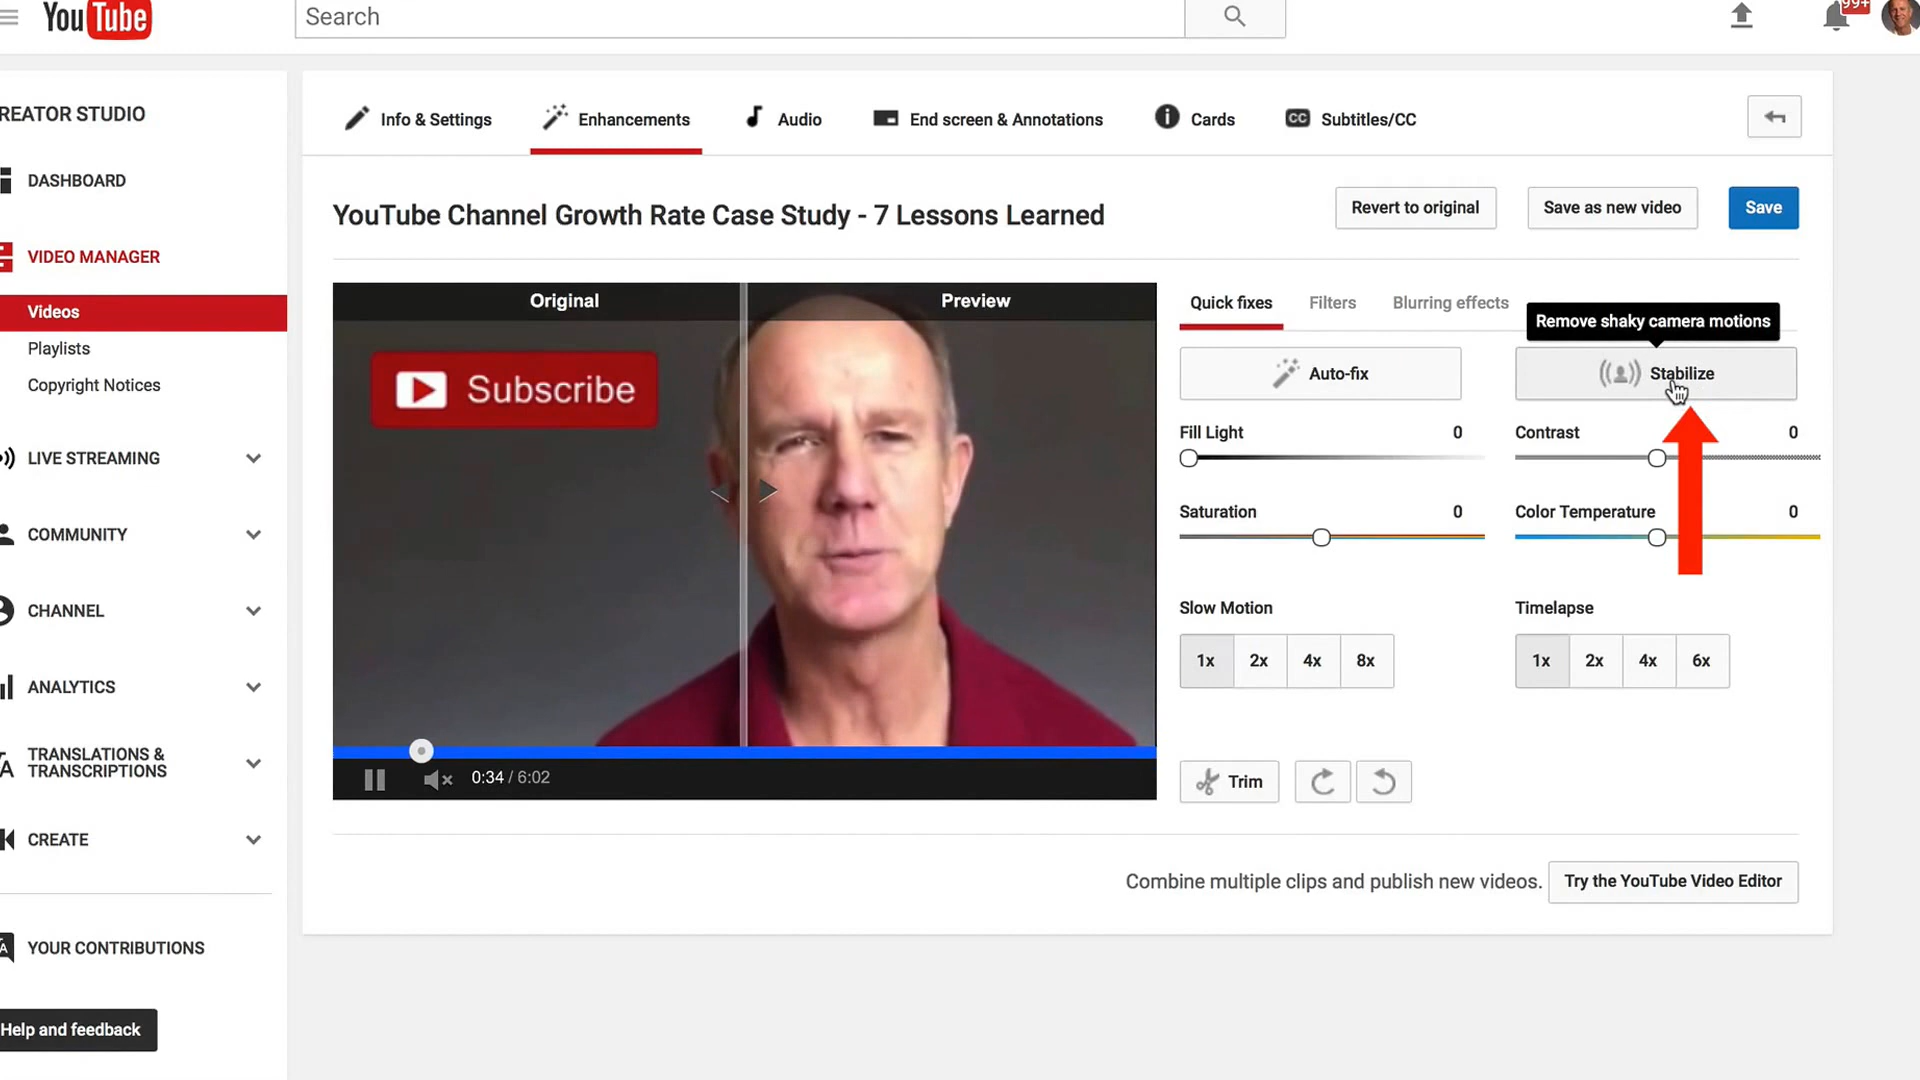 YouTube
Search
99+
REATOR STUDIO
DASHBOARD
VIDEO MANAGER
Videos
Playlists
Copyright Notices
LIVE STREAMING
COMMUNITY
CHANNEL
ANALYTICS
TRANSLATIONS &
TRANSCRIPTIONS
CREATE
YOUR CONTRIBUTIONS
Help and feedback
Info & Settings
Enhancements
Audio
End screen & Annotations
Cards
CC Subtitles/CC
YouTube Channel Growth Rate Case Study - 7 Lessons Learned
Revert to original
Save as new video
Save
Original
Preview
Subscribe
0:34 / 6:02
Quick fixes
Filters
Blurring effects
Remove shaky camera motions
Auto-fix
Stabilize
Fill Light 0
Contrast 0
Saturation 0
Color Temperature 0
Slow Motion
1x 2x 4x 8x
Timelapse
1x 2x 4x 6x
Trim
Combine multiple clips and publish new videos.
Try the YouTube Video Editor